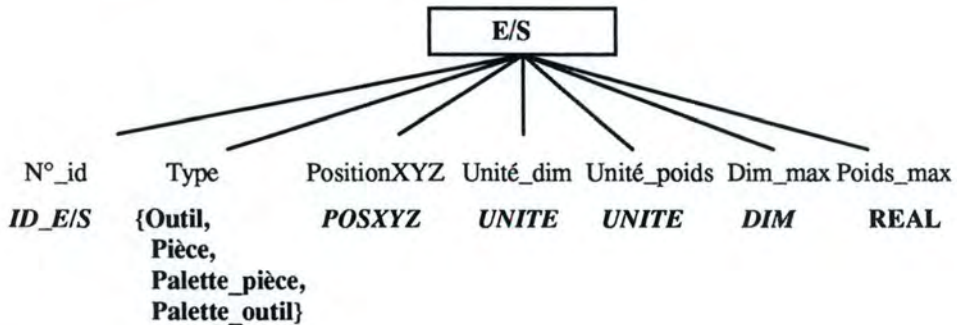 E/S
N°_id Type PositionXYZ Unité_dim Unité_poids Dim_max Poids_max
ID_E/S {Outil, POSXYZ UNITE UNITE DIM REAL
Pièce,
Palette_pièce,
Palette_outil}